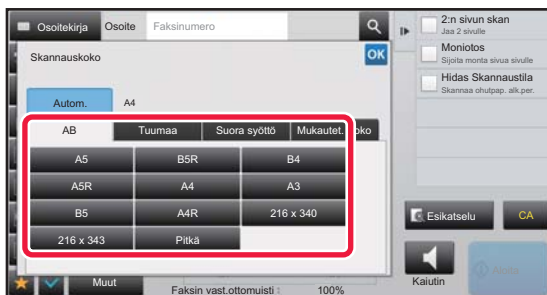 Osoitekirja Osoite Faksinumero
Skannauskoko OK
Autom. A4
AB Tuumaa Suora syöttö Mukautet. koko
A5 B5R B4
A5R A4 A3
B5 A4R 216 x 340
216 x 343 Pitkä
Muut Faksin vast.ottomuisti : 100%
2:n sivun skan
Jaa 2 sivulle
Moniotos
Sijoita monta sivua sivulle
Hidas Skannaustila
Skannaa ohutpap. alk.per.
Esikatselu CA
Kaiutin Aloita